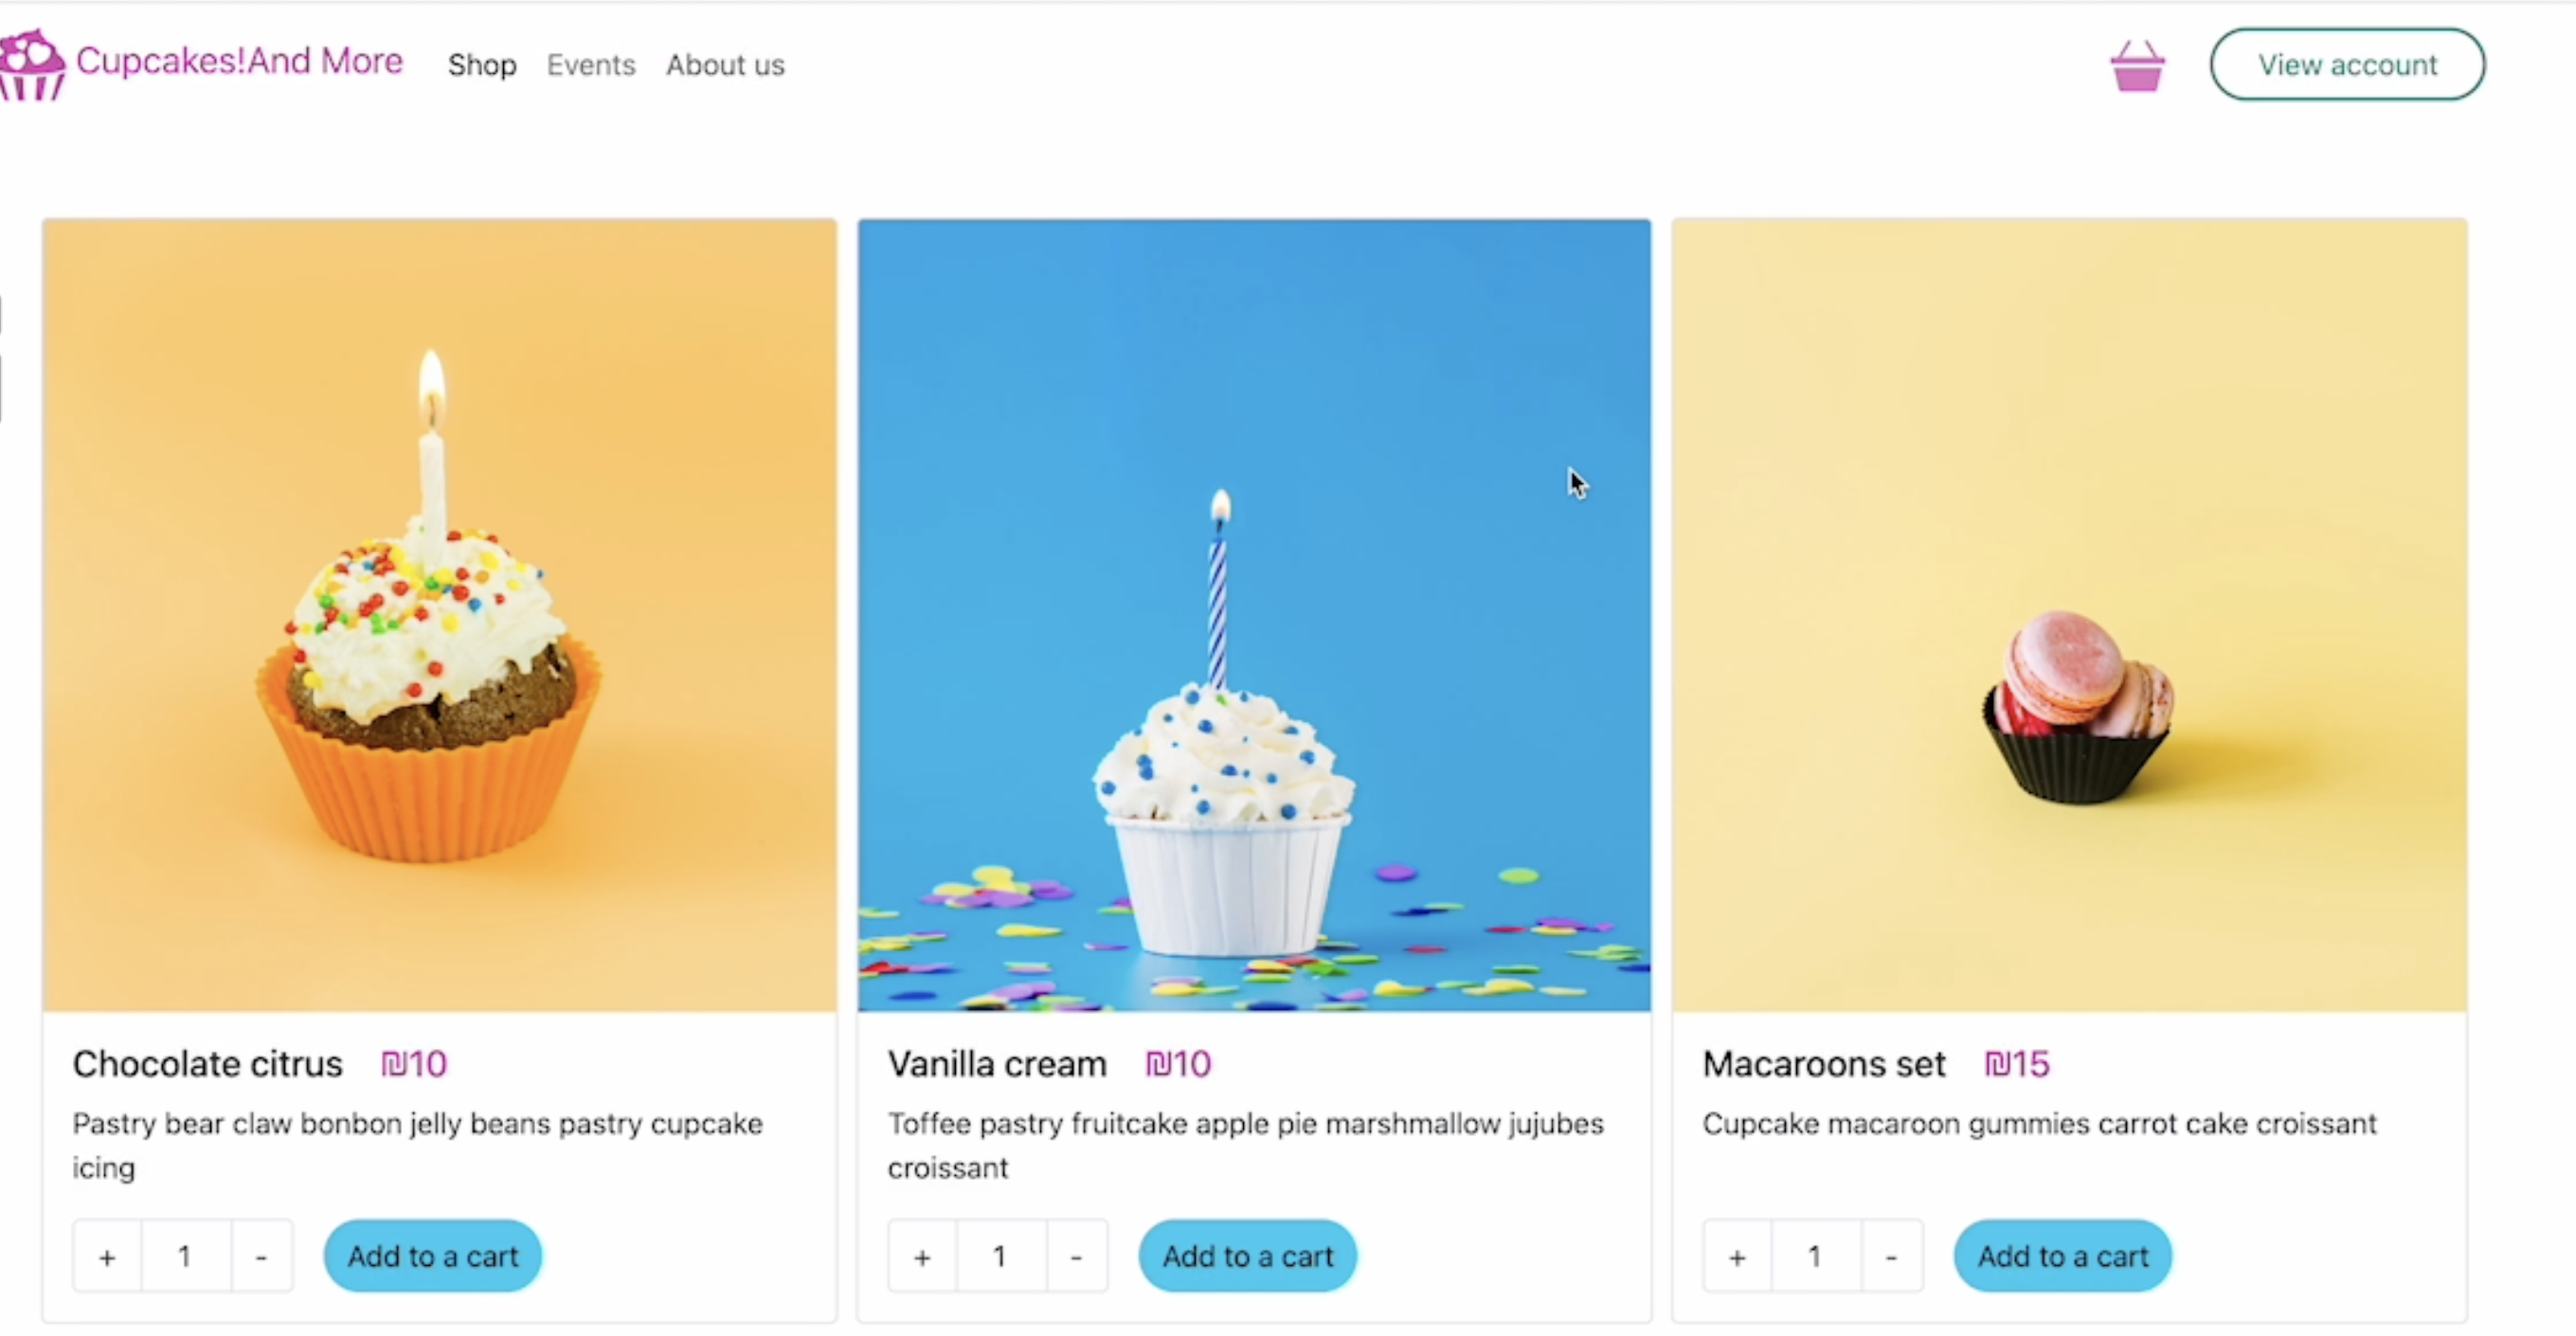 Cupcakes!And More
Shop
Events
About us
View account
Chocolate citrus ₪10
Pastry bear claw bonbon jelly beans pastry cupcake
icing
+ 1 -
Add to a cart
Vanilla cream ₪10
Toffee pastry fruitcake apple pie marshmallow jujubes
croissant
+ 1 -
Add to a cart
Macaroons set ₪15
Cupcake macaroon gummies carrot cake croissant
+ 1 -
Add to a cart